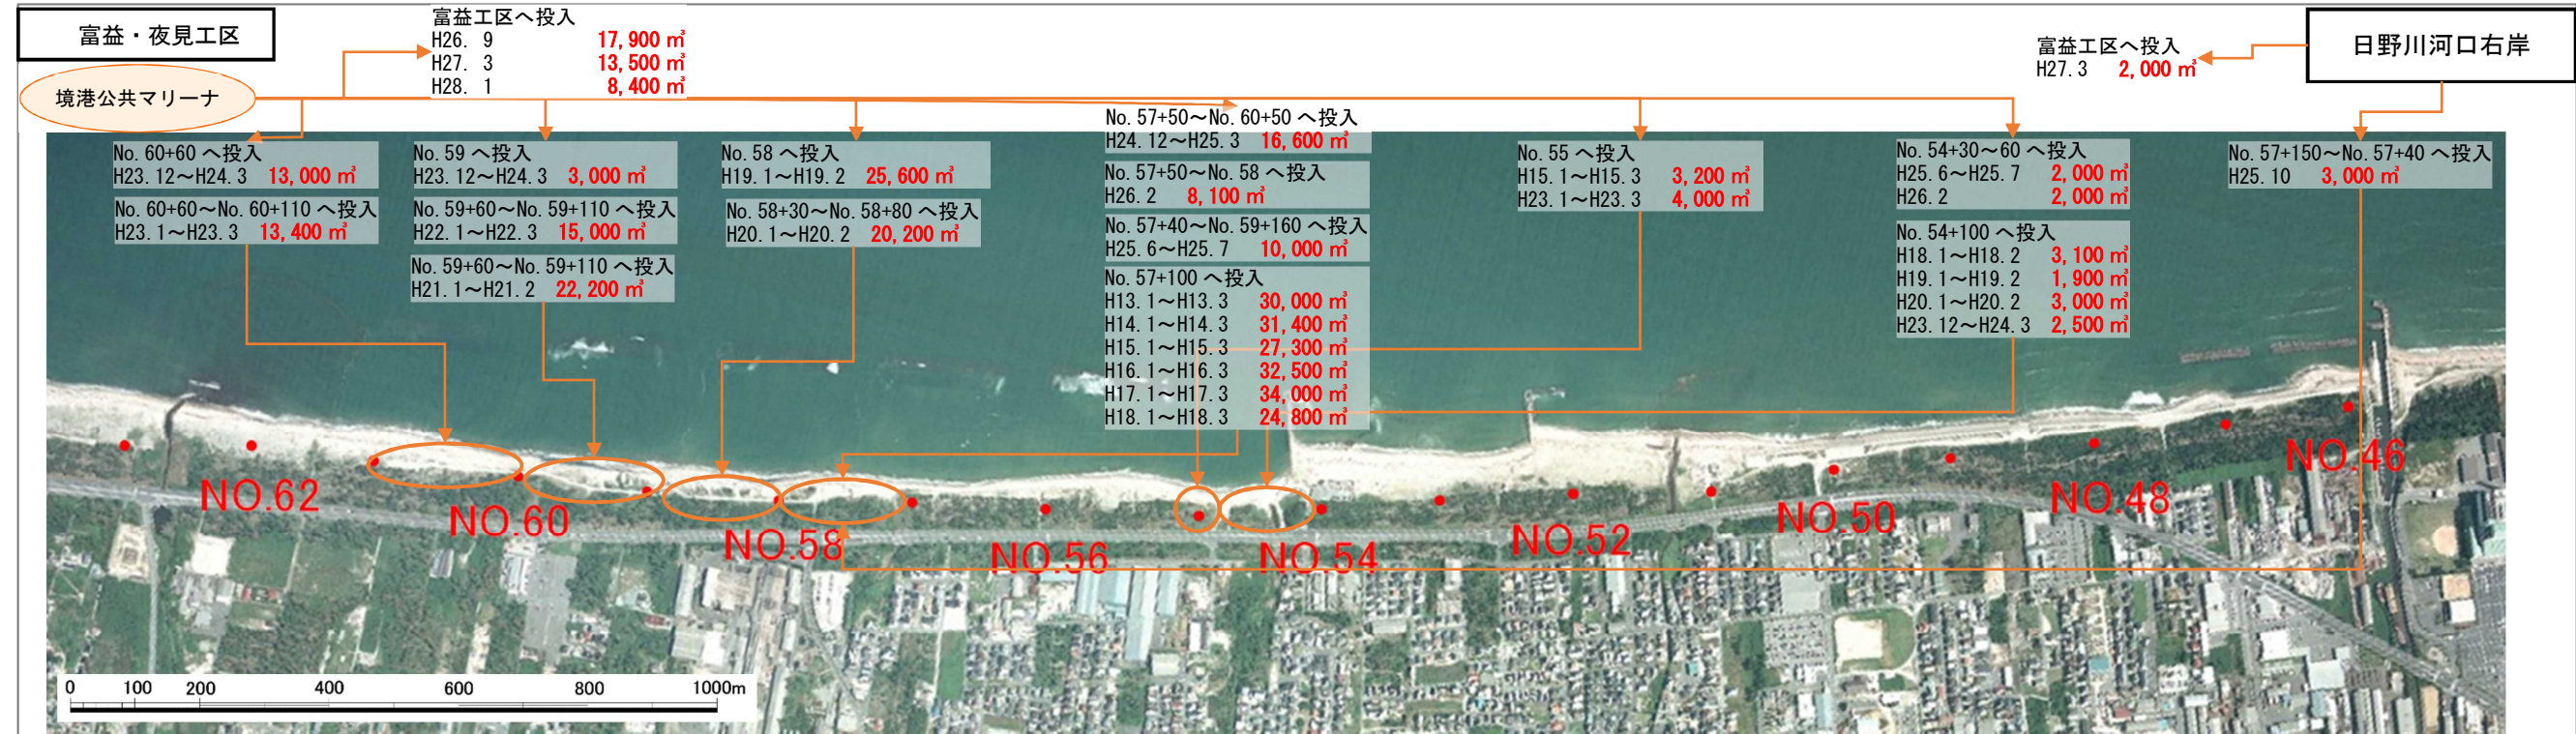 富益・夜見工区
境港公共マリーナ
富益工区へ投入
H26. 9 17,900 ㎥
H27. 3 13,500 ㎥
H28. 1 8,400 ㎥
富益工区へ投入
H27.3 2,000 ㎥
日野川河口右岸
No.60+60 へ投入
H23.12～H24.3 13,000 ㎥
No.60+60～No.60+110 へ投入
H23.1～H23.3 13,400 ㎥
No.59 へ投入
H23.12～H24.3 3,000 ㎥
No.59+60～No.59+110 へ投入
H22.1～H22.3 15,000 ㎥
No.59+60～No.59+110 へ投入
H21.1～H21.2 22,200 ㎥
No.58 へ投入
H19.1～H19.2 25,600 ㎥
No.58+30～No.58+80 へ投入
H20.1～H20.2 20,200 ㎥
No.57+50～No.60+50 へ投入
H24.12～H25.3 16,600 ㎥
No.57+50～No.58 へ投入
H26.2 8,100 ㎥
No.57+40～No.59+160 へ投入
H25.6～H25.7 10,000 ㎥
No.57+100 へ投入
H13.1～H13.3 30,000 ㎥
H14.1～H14.3 31,400 ㎥
H15.1～H15.3 27,300 ㎥
H16.1～H16.3 32,500 ㎥
H17.1～H17.3 34,000 ㎥
H18.1～H18.3 24,800 ㎥
No.55 へ投入
H15.1～H15.3 3,200 ㎥
H23.1～H23.3 4,000 ㎥
No.54+30～60 へ投入
H25.6～H25.7 2,000 ㎥
H26.2 2,000 ㎥
No.54+100 へ投入
H18.1～H18.2 3,100 ㎥
H19.1～H19.2 1,900 ㎥
H20.1～H20.2 3,000 ㎥
H23.12～H24.3 2,500 ㎥
No.57+150～No.57+40 へ投入
H25.10 3,000 ㎥
NO.62
NO.60
NO.58
NO.56
NO.54
NO.52
NO.50
NO.48
NO.46
0 100 200 400 600 800 1000m